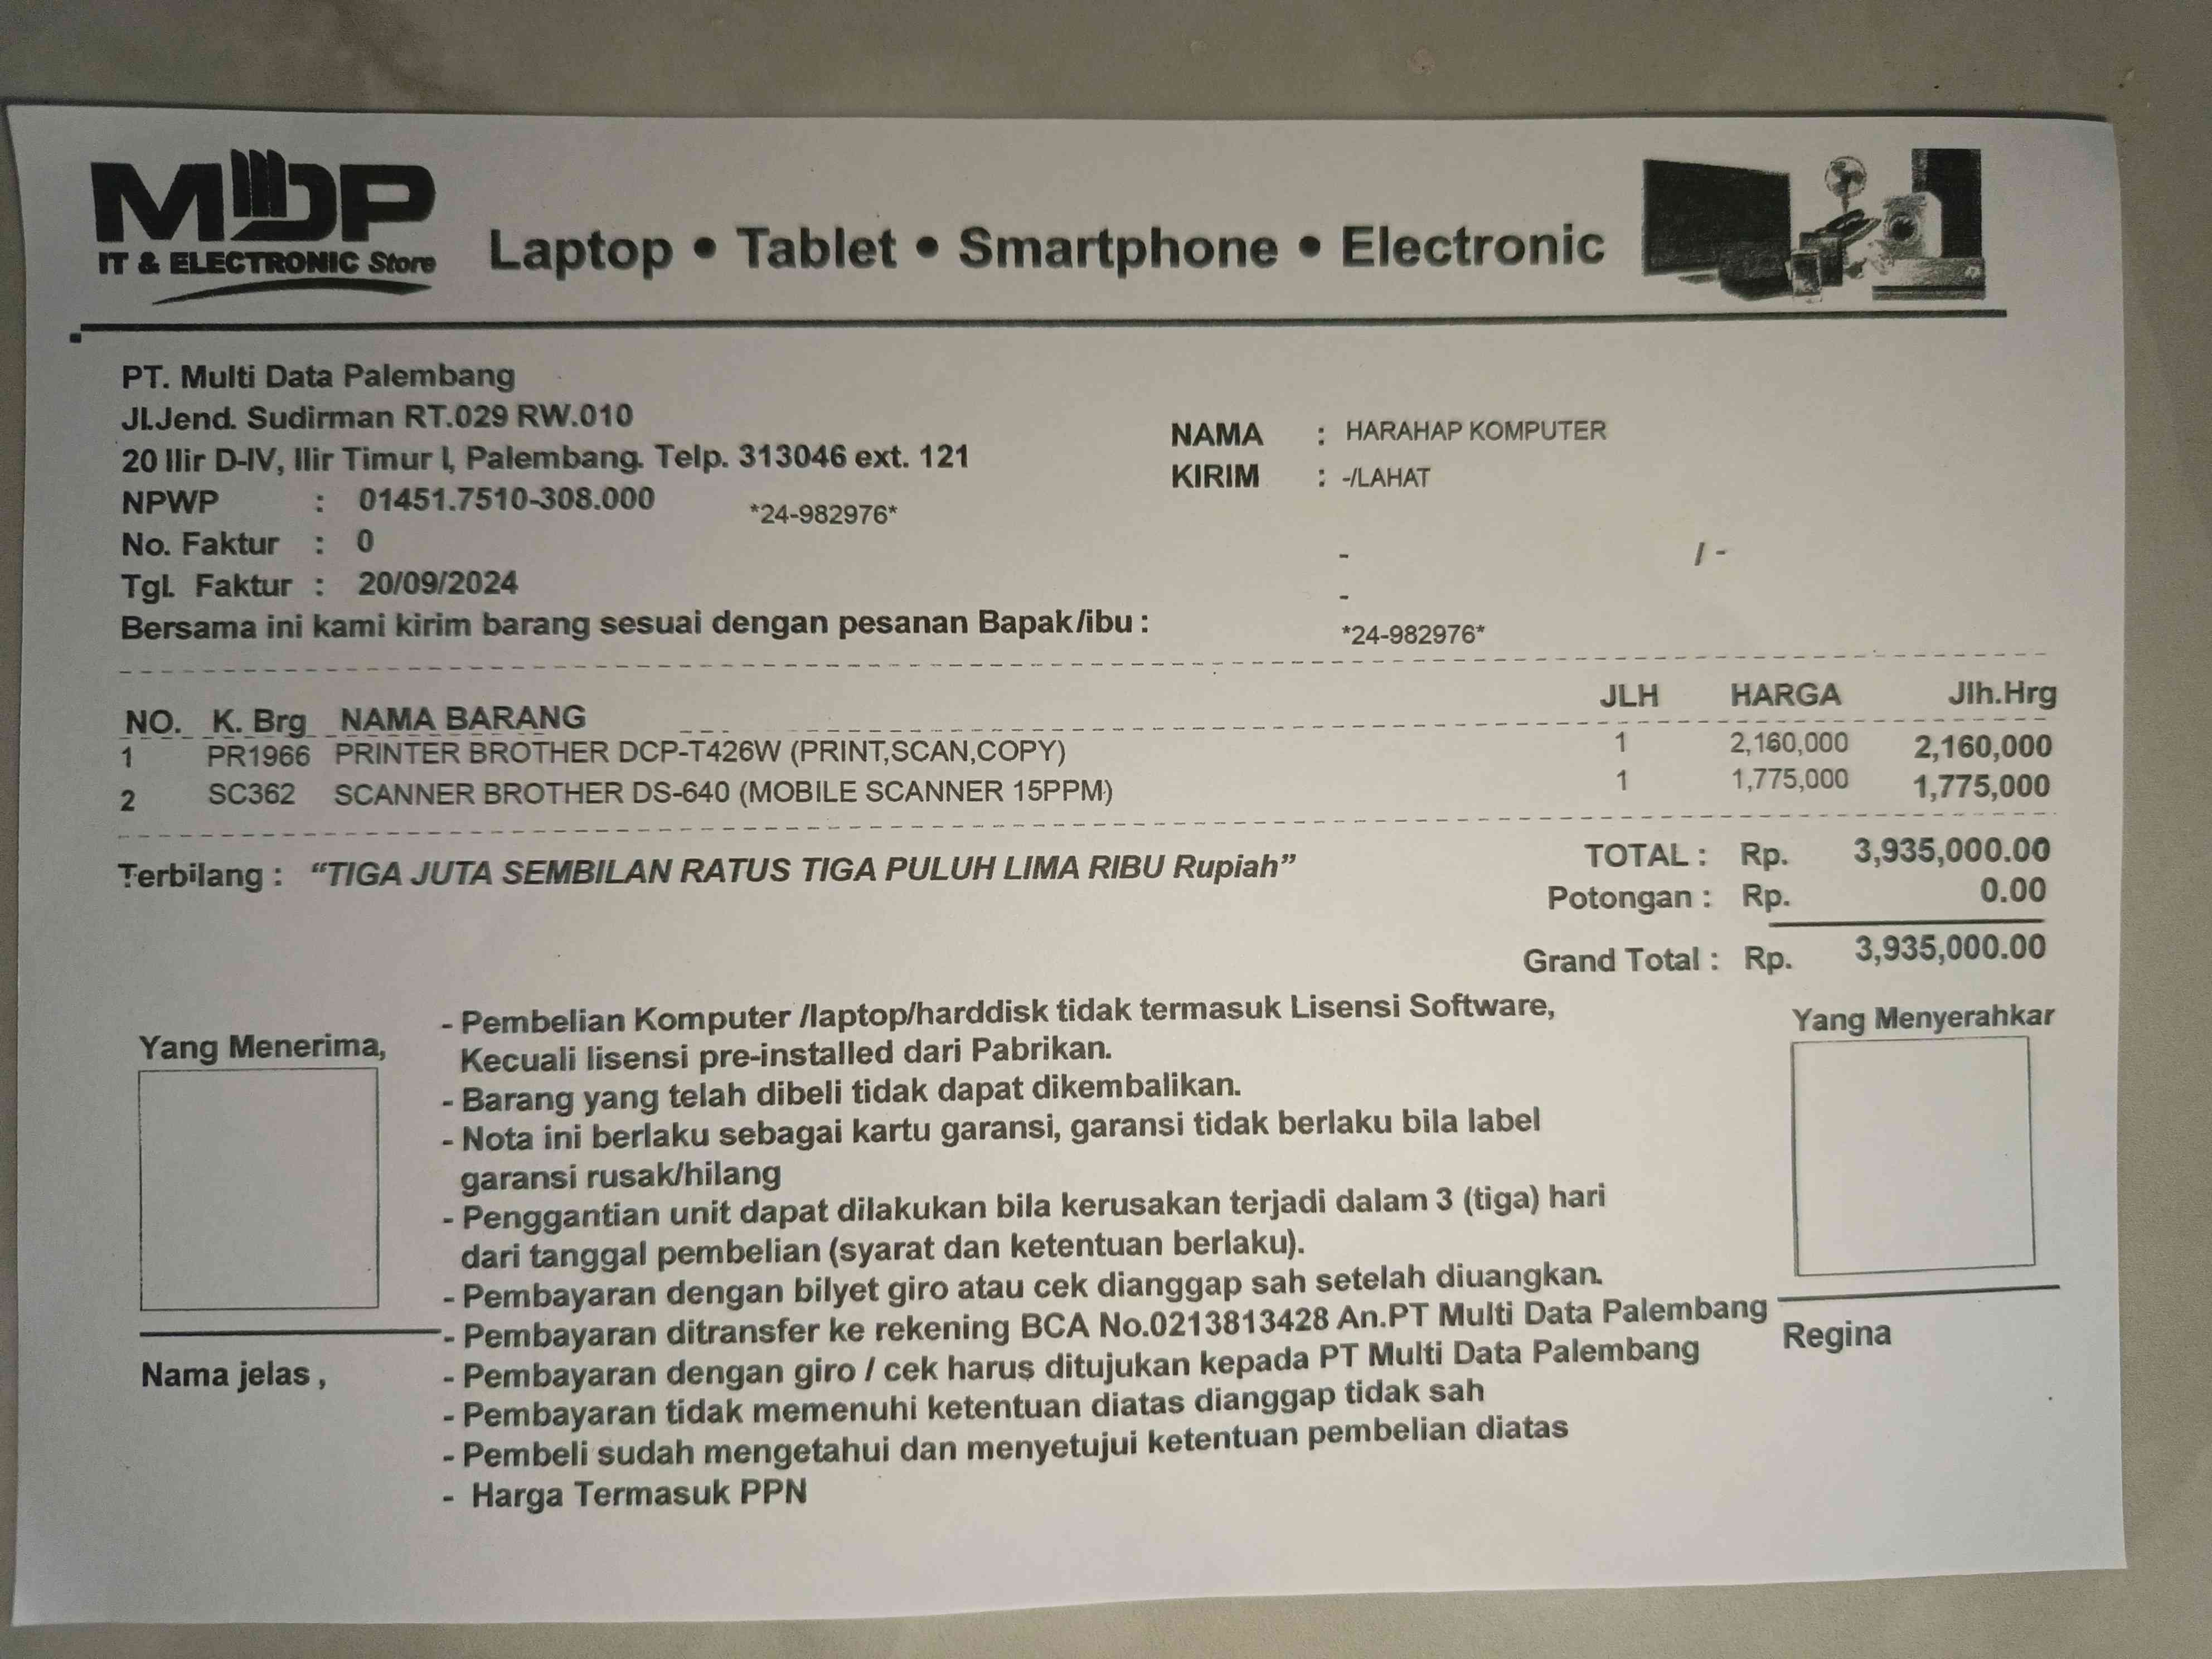 MDP
IT & ELECTRONIC Store
Laptop • Tablet • Smartphone • Electronic
PT. Multi Data Palembang
Jl.Jend. Sudirman RT.029 RW.010
20 Ilir D-IV, Ilir Timur I, Palembang. Telp. 313046 ext. 121
NPWP : 01451.7510-308.000 *24-982976*
No. Faktur : 0
Tgl. Faktur : 20/09/2024
Bersama ini kami kirim barang sesuai dengan pesanan Bapak/ibu :
NAMA : HARAHAP KOMPUTER
KIRIM : -/LAHAT
- / -
-
*24-982976*
NO. K. Brg NAMA BARANG JLH HARGA Jlh.Hrg
1 PR1966 PRINTER BROTHER DCP-T426W (PRINT,SCAN,COPY) 1 2,160,000 2,160,000
2 SC362 SCANNER BROTHER DS-640 (MOBILE SCANNER 15PPM) 1 1,775,000 1,775,000
Terbilang : “TIGA JUTA SEMBILAN RATUS TIGA PULUH LIMA RIBU Rupiah”
TOTAL : Rp. 3,935,000.00
Potongan : Rp. 0.00
Grand Total : Rp. 3,935,000.00
Yang Menerima,
Nama jelas ,
- Pembelian Komputer /laptop/harddisk tidak termasuk Lisensi Software,
Kecuali lisensi pre-installed dari Pabrikan.
- Barang yang telah dibeli tidak dapat dikembalikan.
- Nota ini berlaku sebagai kartu garansi, garansi tidak berlaku bila label
garansi rusak/hilang
- Penggantian unit dapat dilakukan bila kerusakan terjadi dalam 3 (tiga) hari
dari tanggal pembelian (syarat dan ketentuan berlaku).
- Pembayaran dengan bilyet giro atau cek dianggap sah setelah diuangkan.
- Pembayaran ditransfer ke rekening BCA No.0213813428 An.PT Multi Data Palembang
- Pembayaran dengan giro / cek harus ditujukan kepada PT Multi Data Palembang
- Pembayaran tidak memenuhi ketentuan diatas dianggap tidak sah
- Pembeli sudah mengetahui dan menyetujui ketentuan pembelian diatas
- Harga Termasuk PPN
Yang Menyerahkar
Regina